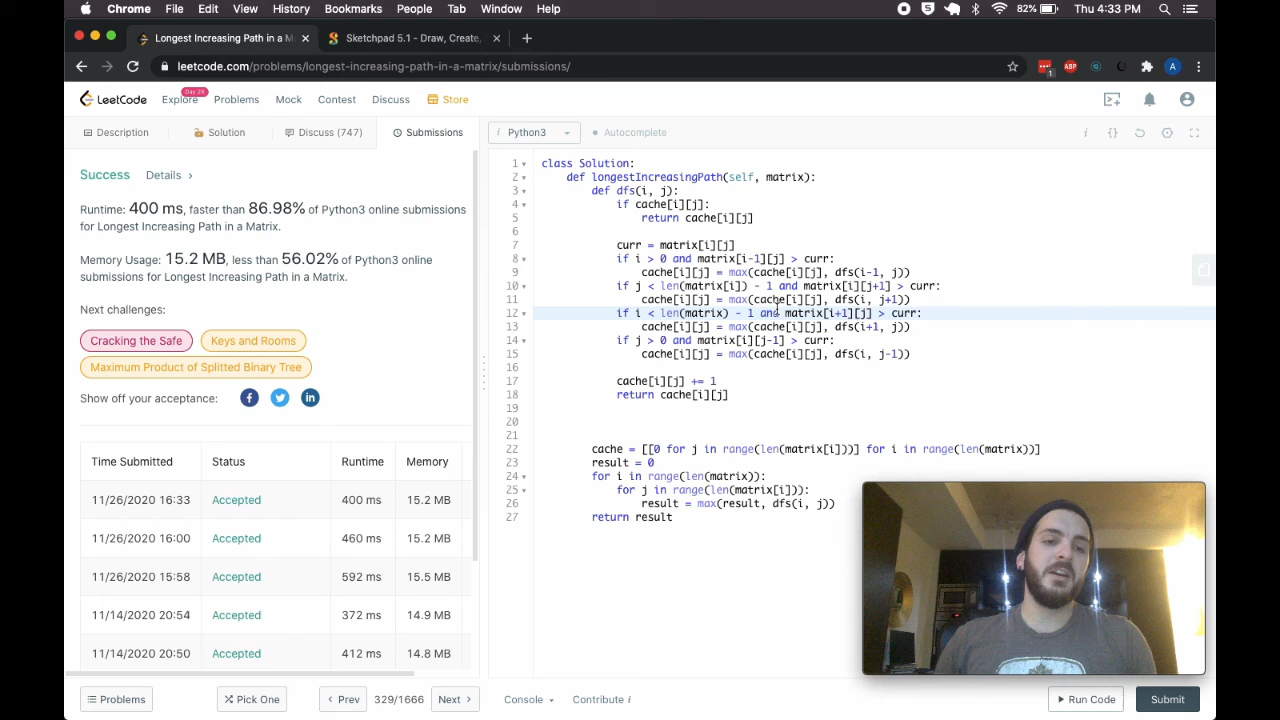 Chrome File Edit View History Bookmarks People Tab Window Help 82% Thu 4:33 PM
Longest Increasing Path in a M Sketchpad 5.1 - Draw, Create,
leetcode.com/problems/longest-increasing-path-in-a-matrix/submissions/
LeetCode Explore Day 26 Problems Mock Contest Discuss Store
Description Solution Discuss (747) Submissions
i Python3 Autocomplete
Success Details
Runtime: 400 ms, faster than 86.98% of Python3 online submissions
for Longest Increasing Path in a Matrix.
Memory Usage: 15.2 MB, less than 56.02% of Python3 online
submissions for Longest Increasing Path in a Matrix.
Next challenges:
Cracking the Safe Keys and Rooms
Maximum Product of Splitted Binary Tree
Show off your acceptance:
Time Submitted Status Runtime Memory
11/26/2020 16:33 Accepted 400 ms 15.2 MB
11/26/2020 16:00 Accepted 460 ms 15.2 MB
11/26/2020 15:58 Accepted 592 ms 15.5 MB
11/14/2020 20:54 Accepted 372 ms 14.9 MB
11/14/2020 20:50 Accepted 412 ms 14.8 MB
1 class Solution:
2 def longestIncreasingPath(self, matrix):
3 def dfs(i, j):
4 if cache[i][j]:
5 return cache[i][j]
6
7 curr = matrix[i][j]
8 if i > 0 and matrix[i-1][j] > curr:
9 cache[i][j] = max(cache[i][j], dfs(i-1, j))
10 if j < len(matrix[i]) - 1 and matrix[i][j+1] > curr:
11 cache[i][j] = max(cache[i][j], dfs(i, j+1))
12 if i < len(matrix) - 1 and matrix[i+1][j] > curr:
13 cache[i][j] = max(cache[i][j], dfs(i+1, j))
14 if j > 0 and matrix[i][j-1] > curr:
15 cache[i][j] = max(cache[i][j], dfs(i, j-1))
16
17 cache[i][j] += 1
18 return cache[i][j]
19
20
21
22 cache = [[0 for j in range(len(matrix[i]))] for i in range(len(matrix))]
23 result = 0
24 for i in range(len(matrix)):
25 for j in range(len(matrix[i])):
26 result = max(result, dfs(i, j))
27 return result
Problems Pick One Prev 329/1666 Next Console Contribute i Run Code Submit